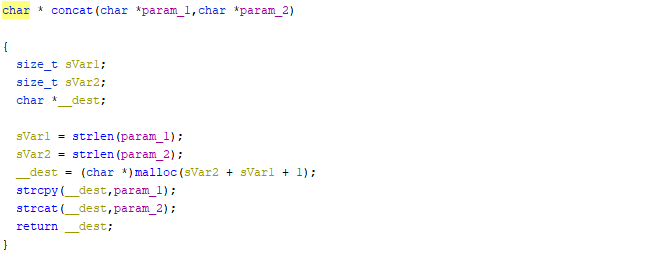 char * concat(char *param_1,char *param_2)
{
size_t sVar1;
size_t sVar2;
char *__dest;
sVar1 = strlen(param_1);
sVar2 = strlen(param_2);
__dest = (char *)malloc(sVar2 + sVar1 + 1);
strcpy(__dest,param_1);
strcat(__dest,param_2);
return __dest;
}